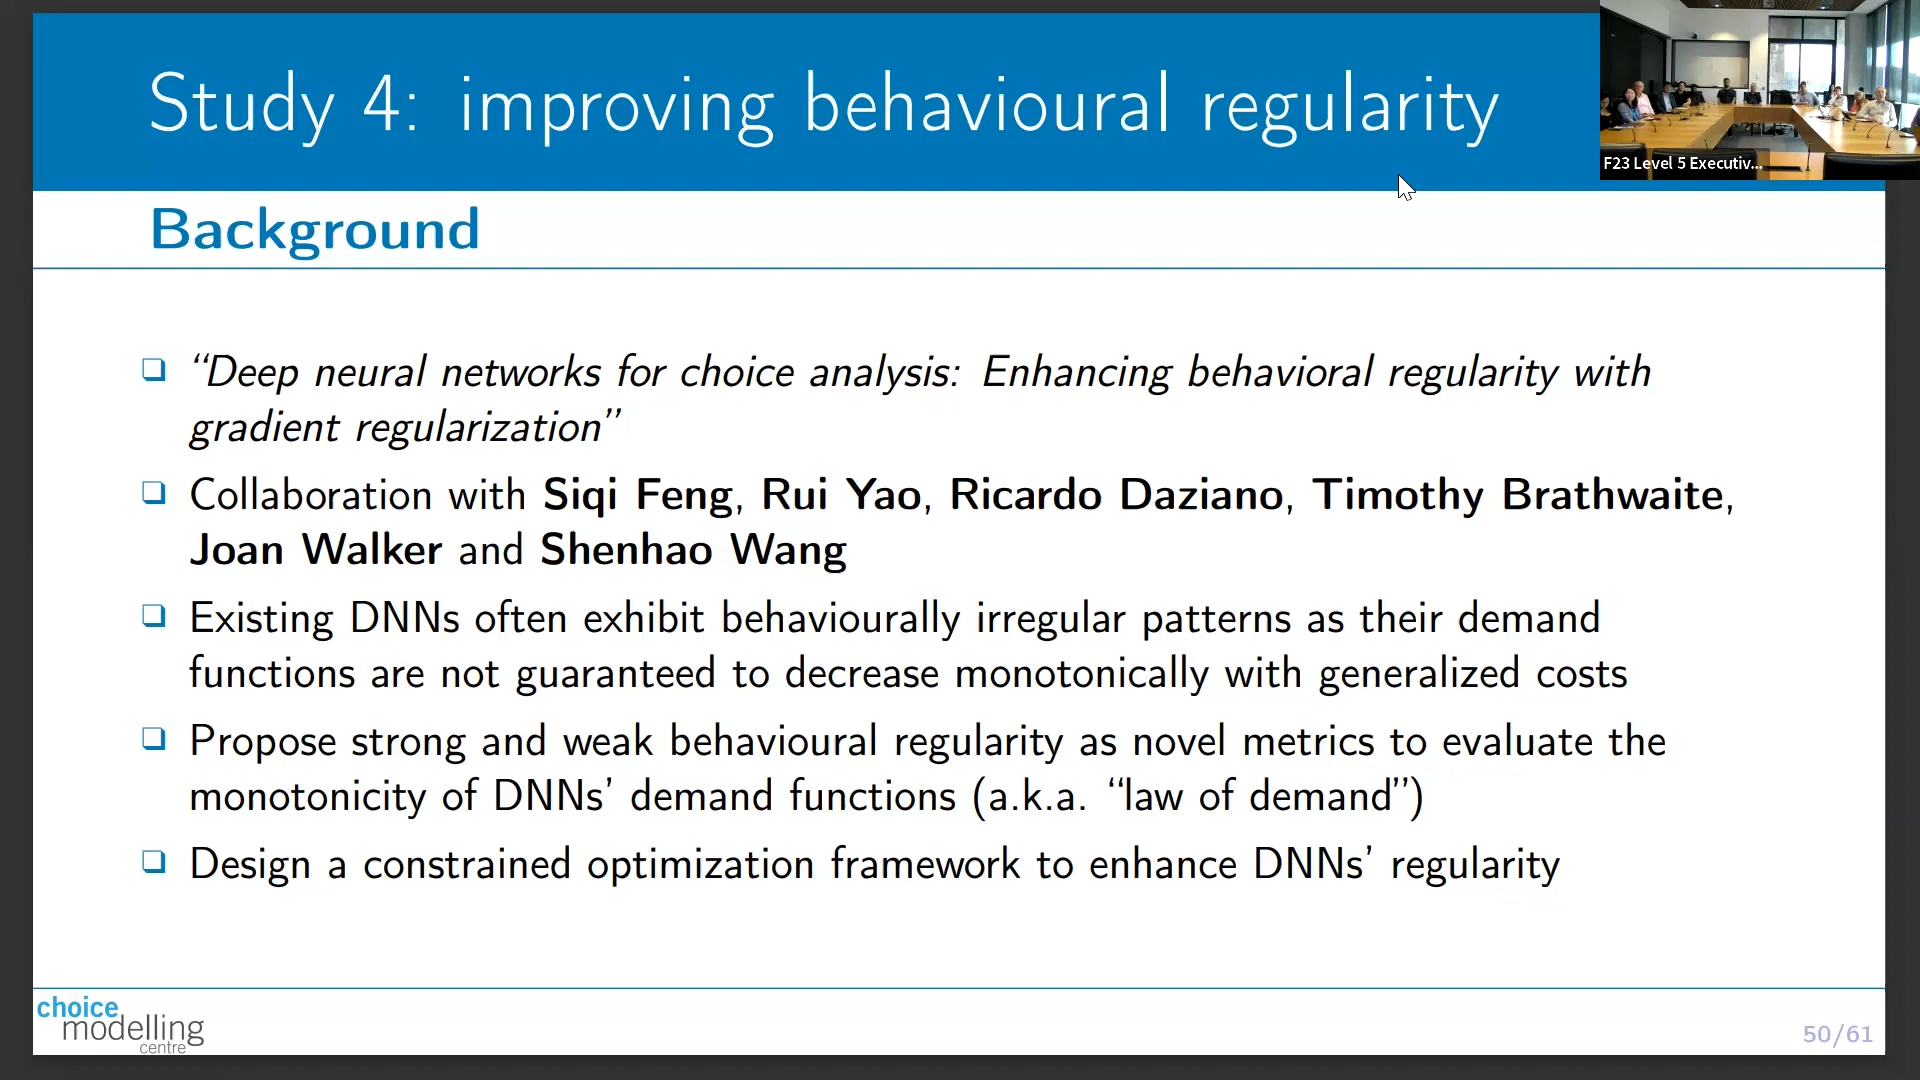 Study 4: improving behavioural regularity
F23 Level 5 Executiv...
Background
❑ “Deep neural networks for choice analysis: Enhancing behavioral regularity with
gradient regularization”
❑ Collaboration with Siqi Feng, Rui Yao, Ricardo Daziano, Timothy Brathwaite,
Joan Walker and Shenhao Wang
❑ Existing DNNs often exhibit behaviourally irregular patterns as their demand
functions are not guaranteed to decrease monotonically with generalized costs
❑ Propose strong and weak behavioural regularity as novel metrics to evaluate the
monotonicity of DNNs’ demand functions (a.k.a. “law of demand”)
❑ Design a constrained optimization framework to enhance DNNs’ regularity
choice
modelling
centre
50/61